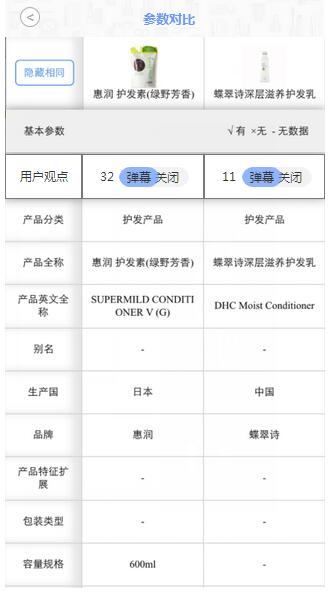 <
参数对比
隐藏相同
惠润 护发素(绿野芳香)
蝶翠诗深层滋养护发乳
基本参数
√有 ×无 - 无数据
用户观点
32 弹幕 关闭
11 弹幕 关闭
产品分类
护发产品
护发产品
产品全称
惠润 护发素(绿野芳香)
蝶翠诗深层滋养护发乳
产品英文全
称
SUPERMILD CONDITI
ONER V (G)
DHC Moist Conditioner
别名
-
-
生产国
日本
中国
品牌
惠润
蝶翠诗
产品特征扩
展
-
-
包装类型
-
-
容量规格
600ml
-